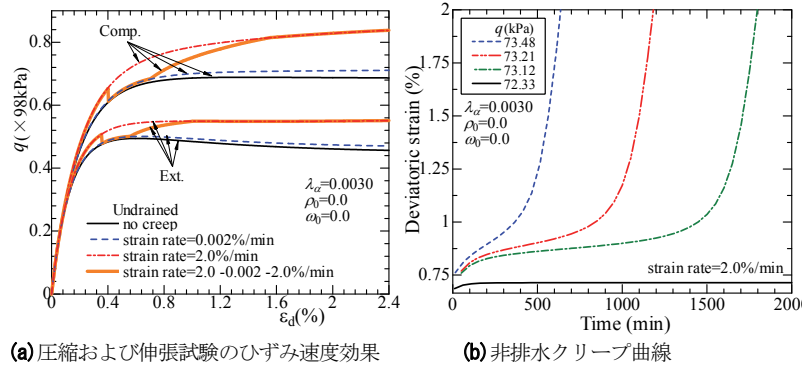 0.8
0.6
0.4
0.2
0
q(×98kPa)
Comp.
Ext.
λα=0.0030
ρ0=0.0
ω0=0.0
Undrained
no creep
strain rate=0.002%/min
strain rate=2.0%/min
strain rate=2.0 -0.002 -2.0%/min
0 0.4 0.8 1.2 1.6 2 2.4
εd(%)
(a)圧縮および伸張試験のひずみ速度効果
2
1.75
1.5
1.25
1
0.75
Deviatoric strain (%)
q(kPa)
73.48
73.21
73.12
72.33
λα=0.0030
ρ0=0.0
ω0=0.0
strain rate=2.0%/min
0 500 1000 1500 2000
Time (min)
(b)非排水クリープ曲線